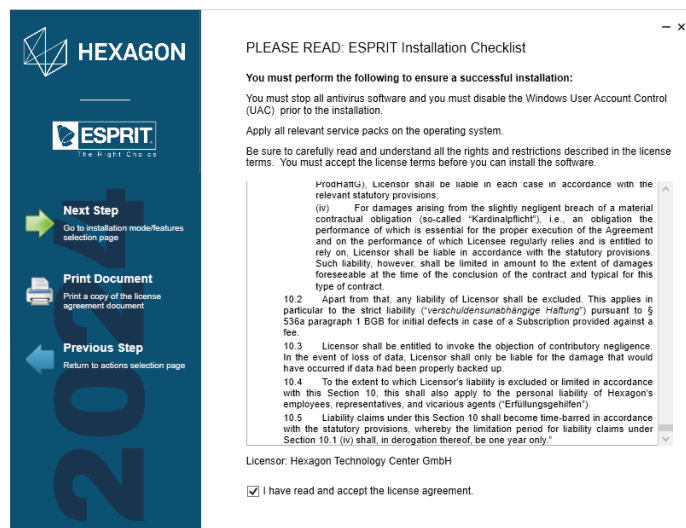 HEXAGON
ESPRIT
The Right Choice
2024
Next Step
Go to installation mode/features
selection page
Print Document
Print a copy of the license
agreement document
Previous Step
Return to actions selection page
PLEASE READ: ESPRIT Installation Checklist
You must perform the following to ensure a successful installation:
You must stop all antivirus software and you must disable the Windows User Account Control
(UAC) prior to the installation.
Apply all relevant service packs on the operating system.
Be sure to carefully read and understand all the rights and restrictions described in the license
terms. You must accept the license terms before you can install the software.
ProdHaftG), Licensor shall be liable in each case in accordance with the
relevant statutory provisions;
(iv) For damages arising from the slightly negligent breach of a material
contractual obligation (so-called “Kardinalpflicht”), i.e., an obligation the
performance of which is essential for the proper execution of the Agreement
and on the performance of which Licensee regularly relies and is entitled to
rely on, Licensor shall be liable in accordance with the statutory provisions.
Such liability, however, shall be limited in amount to the extent of damages
foreseeable at the time of the conclusion of the contract and typical for this
type of contract.
10.2 Apart from that, any liability of Licensor shall be excluded. This applies in
particular to the strict liability (“verschuldensunabhängige Haftung”) pursuant to §
536a paragraph 1 BGB for initial defects in case of a Subscription provided against a
fee.
10.3 Licensor shall be entitled to invoke the objection of contributory negligence.
In the event of loss of data, Licensor shall only be liable for the damage that would
have occurred if data had been properly backed up.
10.4 To the extent to which Licensor's liability is excluded or limited in accordance
with this Section 10, this shall also apply to the personal liability of Hexagon's
employees, representatives, and vicarious agents (“Erfüllungsgehilfen”).
10.5 Liability claims under this Section 10 shall become time-barred in accordance
with the statutory provisions, whereby the limitation period for liability claims under
Section 10.1 (iv) shall, in derogation thereof, be one year only.”
Licensor: Hexagon Technology Center GmbH
I have read and accept the license agreement.